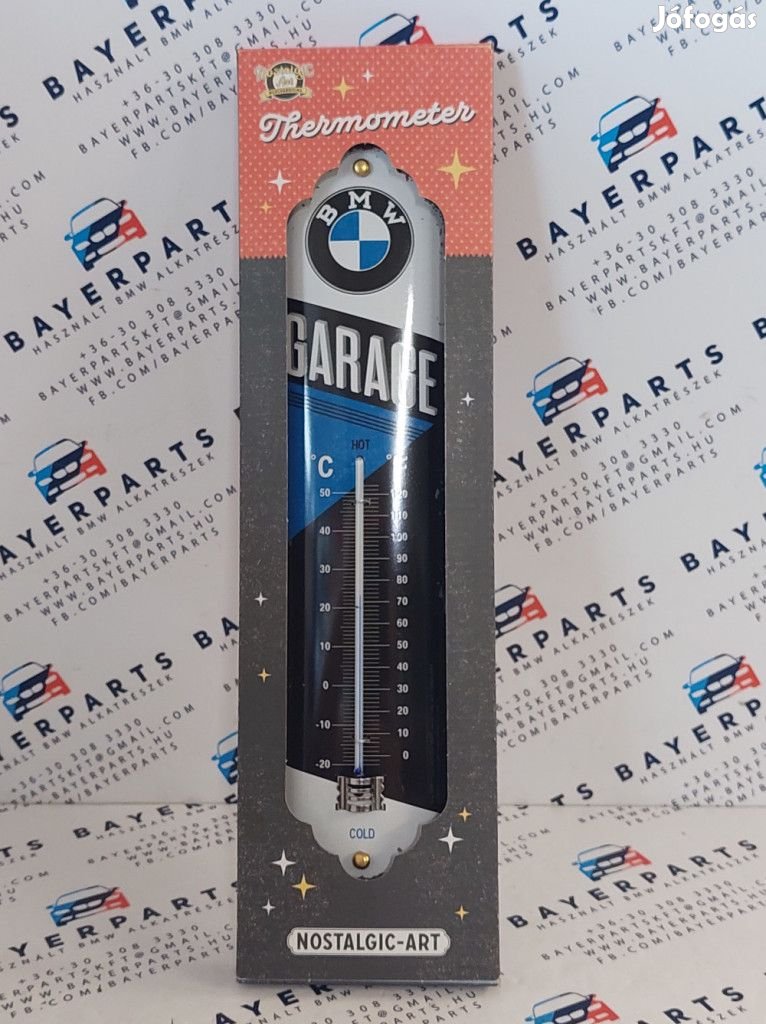 Jófogás
NOSTALGIC
Art
Thermometer
BMW
GARAGE
HOT
°C
50
40
30
20
10
0
-10
-20
120
110
100
90
80
70
60
50
40
30
20
10
0
COLD
NOSTALGIC-ART
BAYERPARTS
HASZNÁLT BMW ALKATRÉSZEK
+36-30 308 3330
BAYERPARTSKFT@GMAIL.COM
WWW.BAYERPARTS.HU
FB.COM/BAYERPARTS